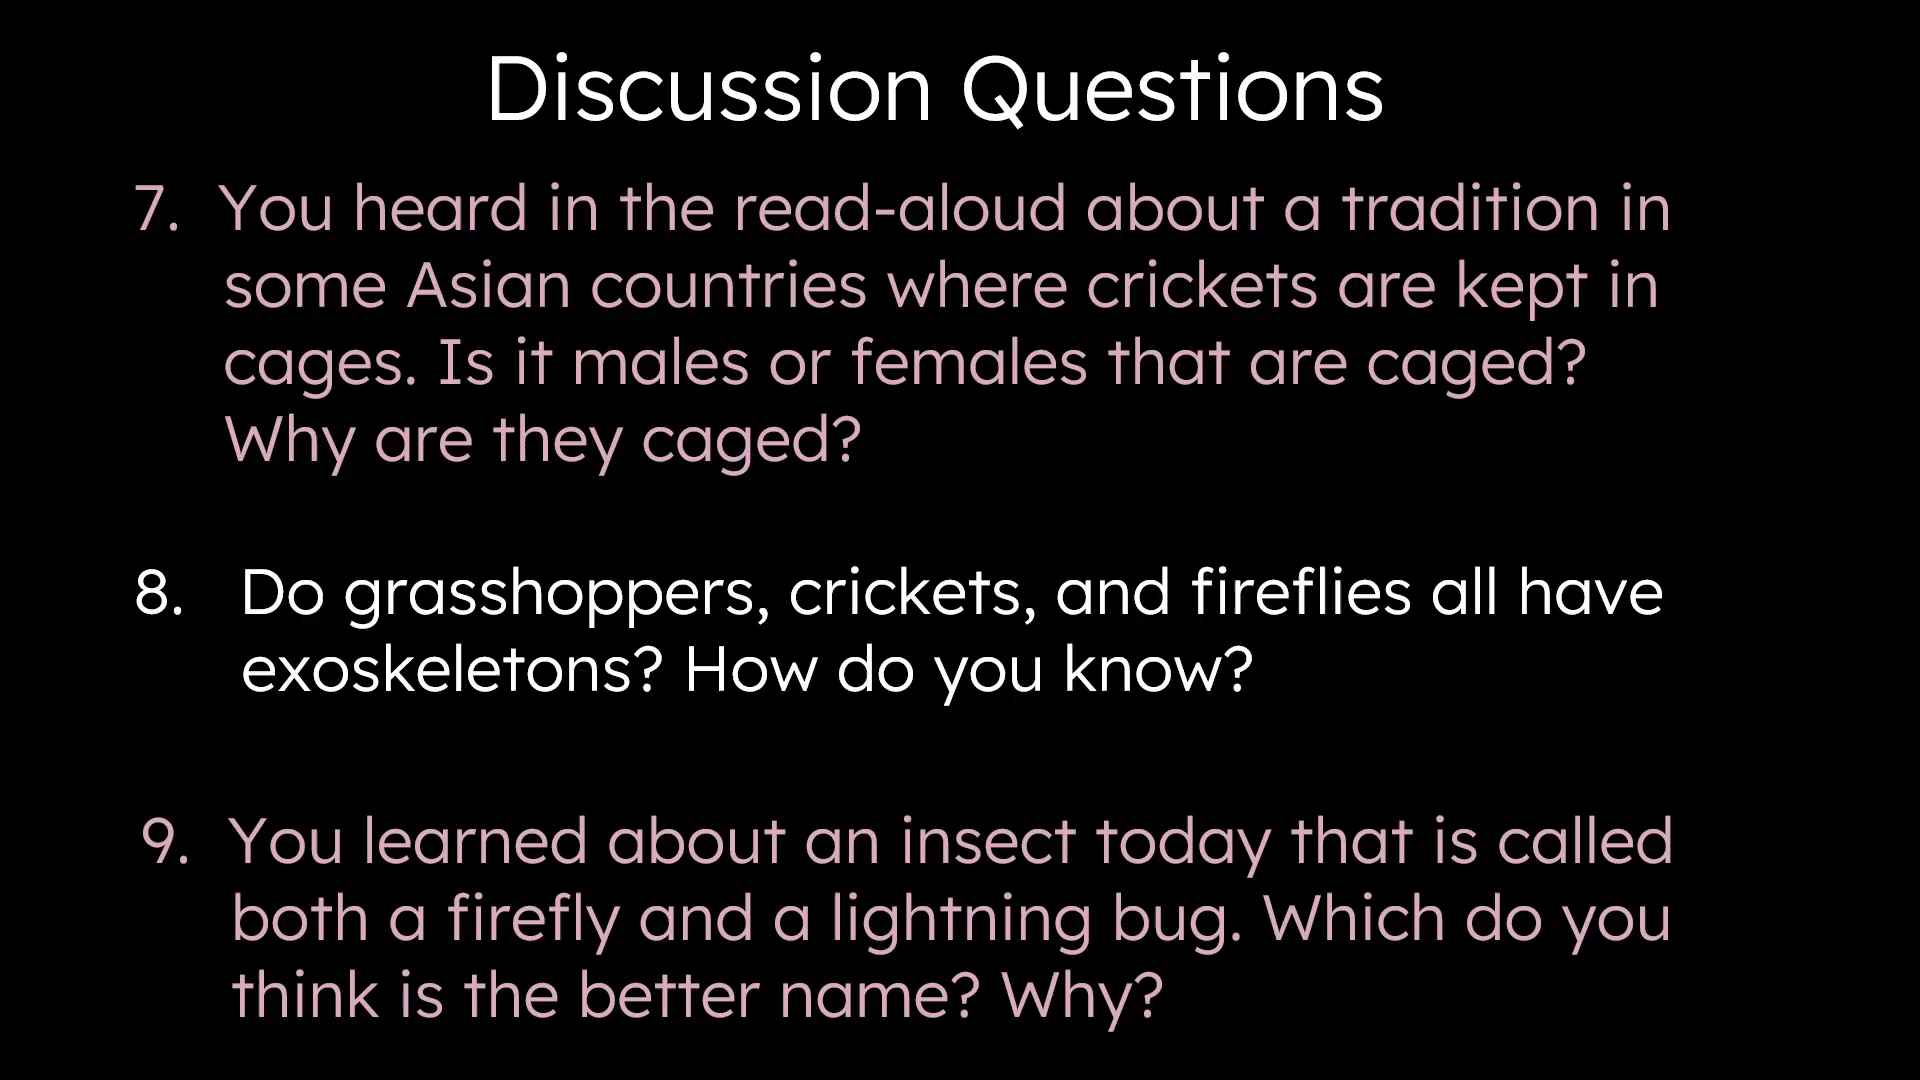 Discussion Questions
7. You heard in the read-aloud about a tradition in
some Asian countries where crickets are kept in
cages. Is it males or females that are caged?
Why are they caged?
8. Do grasshoppers, crickets, and fireflies all have
exoskeletons? How do you know?
9. You learned about an insect today that is called
both a firefly and a lightning bug. Which do you
think is the better name? Why?